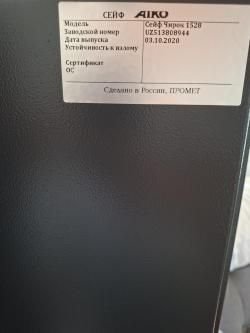 СЕЙФ AIKO
Модель Сейф Чирок 1528
Заводской номер UZ513808944
Дата выпуска 03.10.2020
Устойчивость к взлому
Сертификат
ОС
Сделано в России, ПРОМЕТ